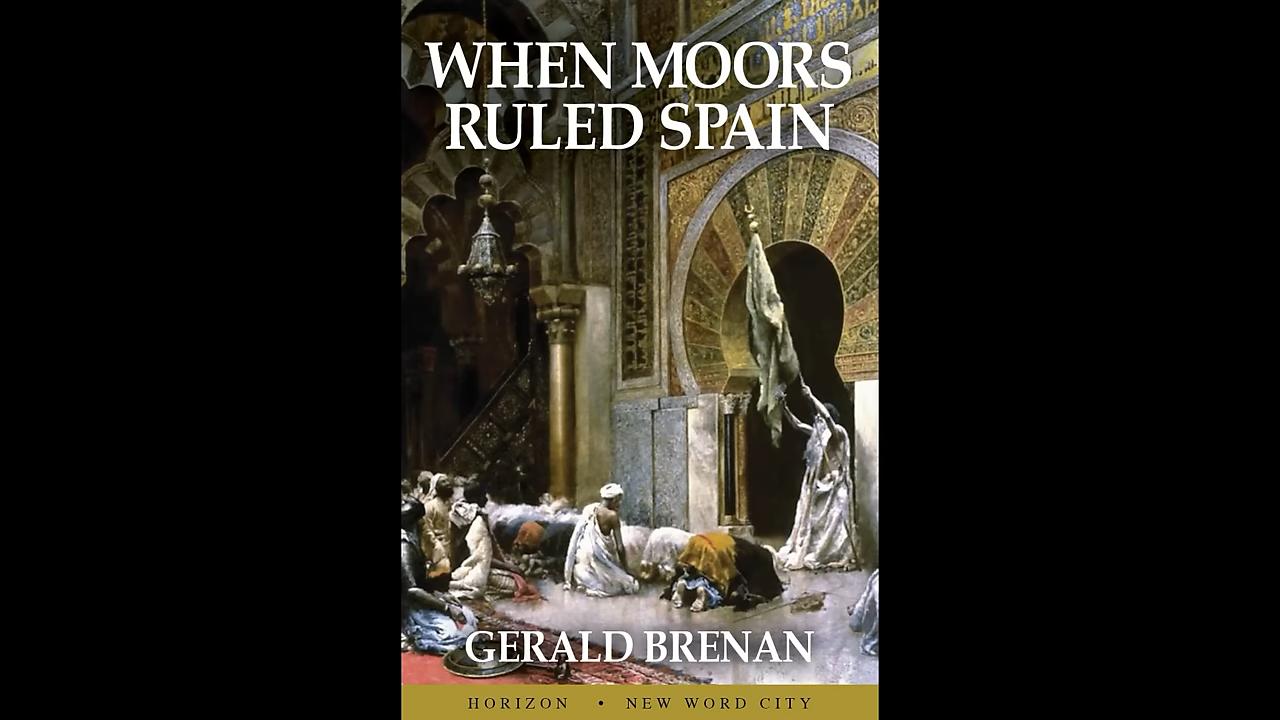 WHEN MOORS
RULED SPAIN
GERALD BRENAN
HORIZON • NEW WORD CITY